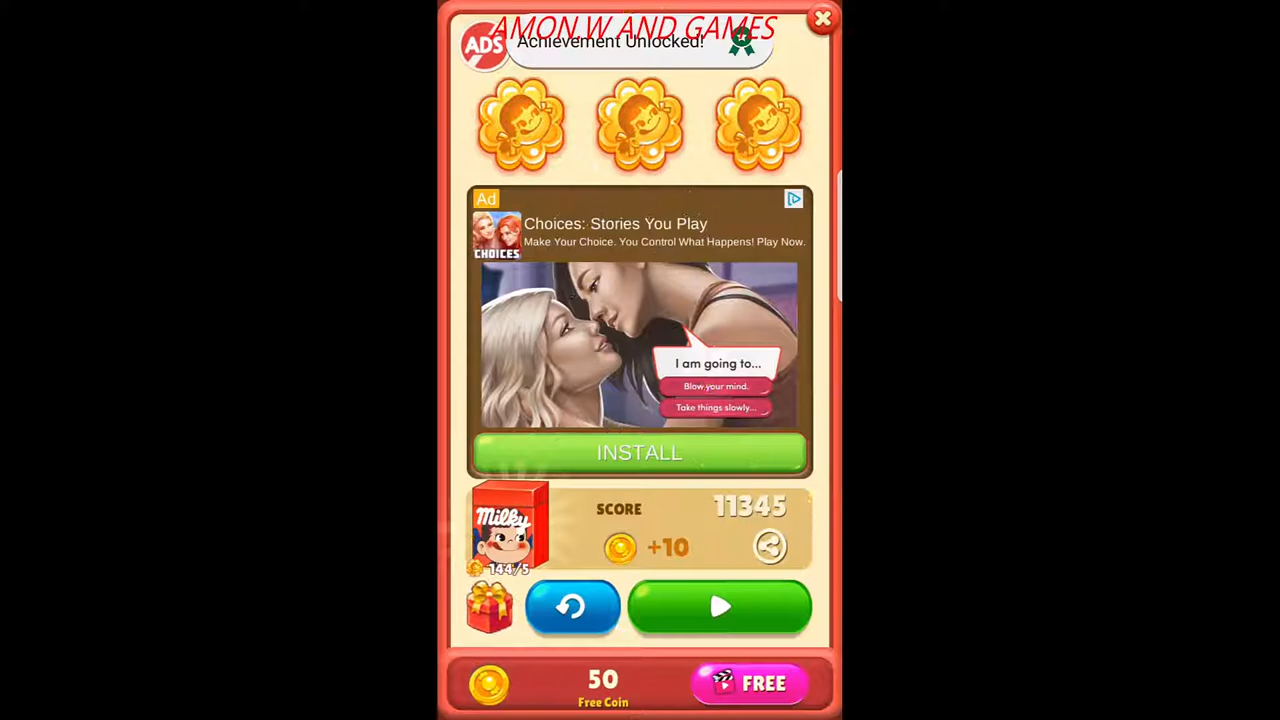 AMON.W AND GAMES
ADS
Achievement Unlocked!
Ad
Choices: Stories You Play
Make Your Choice. You Control What Happens! Play Now.
CHOICES
I am going to...
Blow your mind.
Take things slowly...
INSTALL
Milky
144/5
SCORE
11345
+10
50
Free Coin
FREE